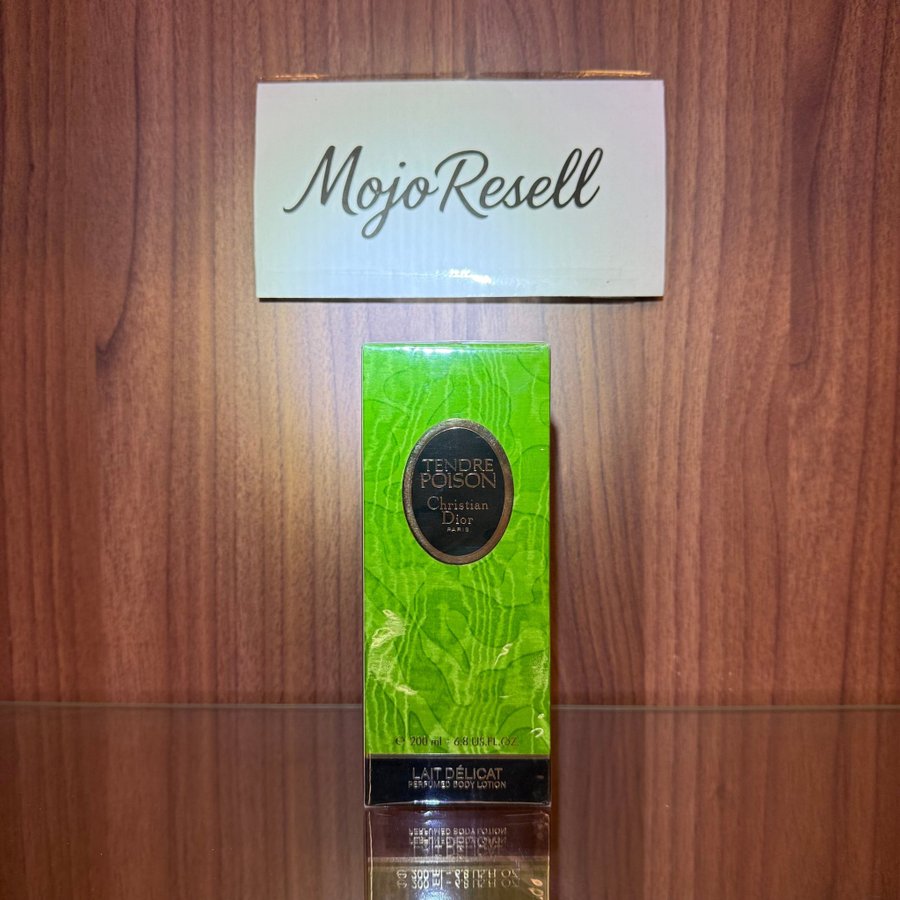 MojoResell
TENDRE
POISON
Christian
Dior
PARIS
e 200 ml - 6.8 US.FL.OZ.
LAIT DÉLICAT
PERFUMED BODY LOTION